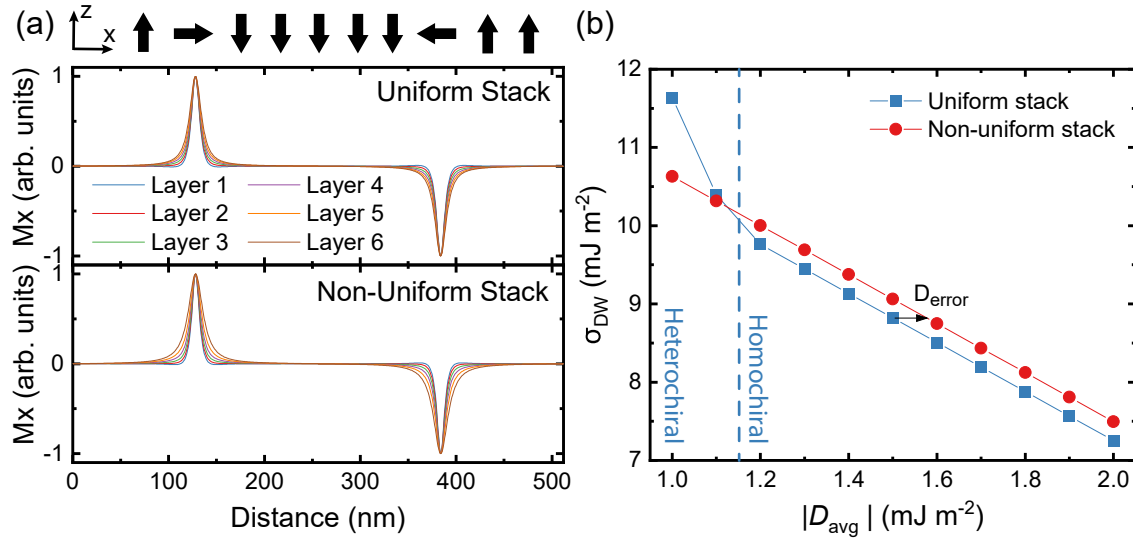 (a)
z
x
Mx (arb. units)
1
0
-1
Uniform Stack
Layer 1
Layer 4
Layer 2
Layer 5
Layer 3
Layer 6
Mx (arb. units)
1
0
-1
Non-Uniform Stack
0
100
200
300
400
500
Distance (nm)
(b)
σDW (mJ m-2)
12
11
10
9
8
7
Uniform stack
Non-uniform stack
Derror
Heterochiral
Homochiral
1.0
1.2
1.4
1.6
1.8
2.0
|Davg | (mJ m-2)